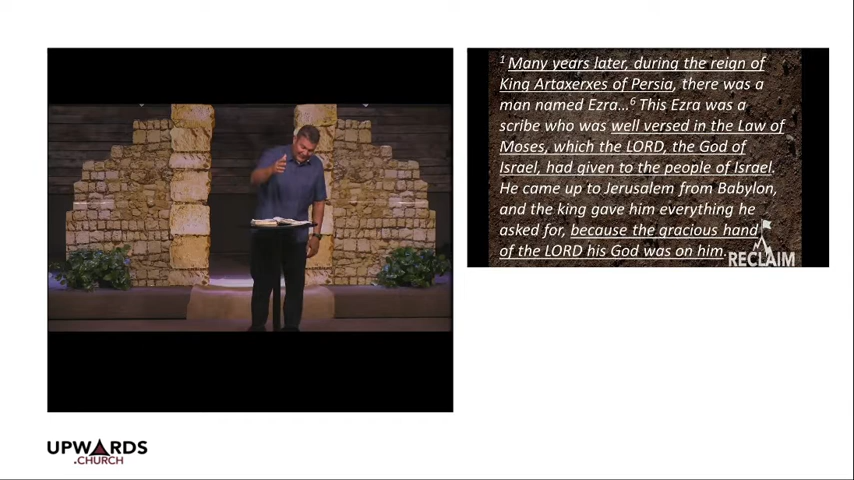 ¹ Many years later, during the reign of
King Artaxerxes of Persia, there was a
man named Ezra…⁶ This Ezra was a
scribe who was well versed in the Law of
Moses, which the LORD, the God of
Israel, had given to the people of Israel.
He came up to Jerusalem from Babylon,
and the king gave him everything he
asked for, because the gracious hand
of the LORD his God was on him.
RECLAIM
UPWARDS
.CHURCH